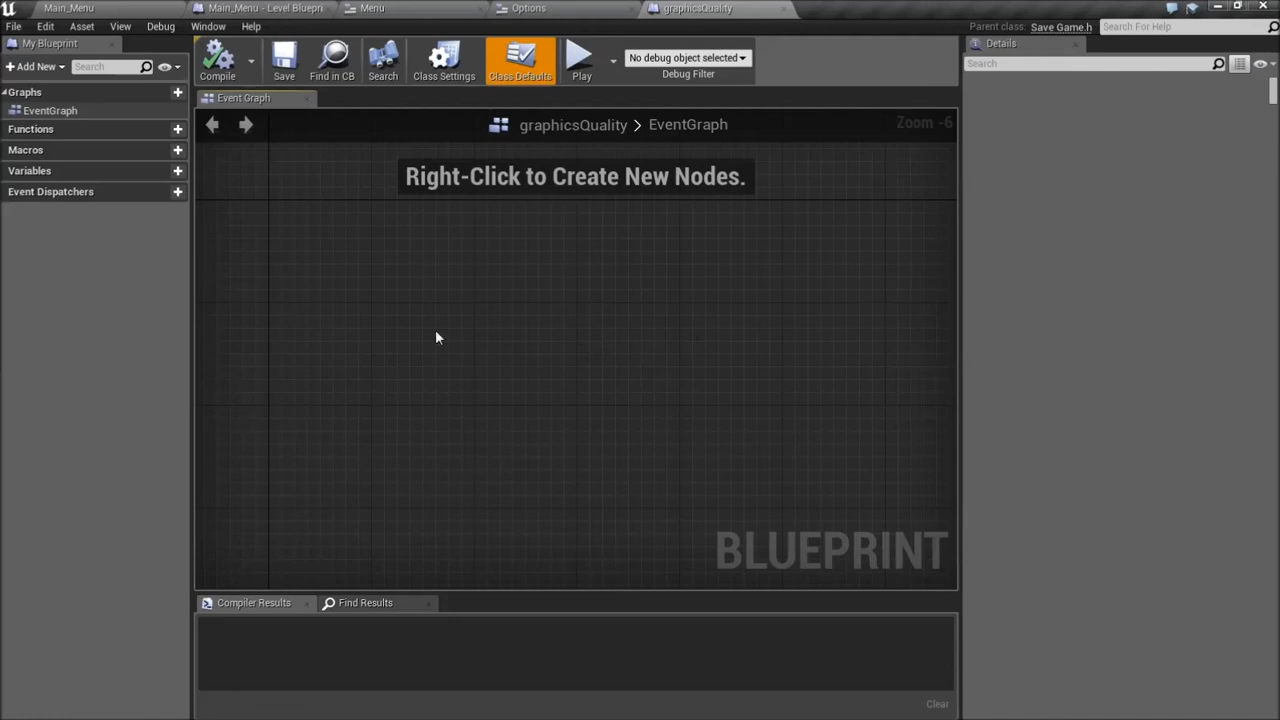 Main_Menu
Main_Menu - Level Bluepri
Menu
Options
graphicsQuality
File
Edit
Asset
View
Debug
Window
Help
Parent class: Save Game.h
Search For Help
My Blueprint
Details
Add New
Search
Compile
Save
Find in CB
Search
Class Settings
Class Defaults
Play
No debug object selected
Debug Filter
Search
Graphs
EventGraph
Functions
Macros
Variables
Event Dispatchers
Event Graph
graphicsQuality > EventGraph
Zoom -6
Right-Click to Create New Nodes.
BLUEPRINT
Compiler Results
Find Results
Clear